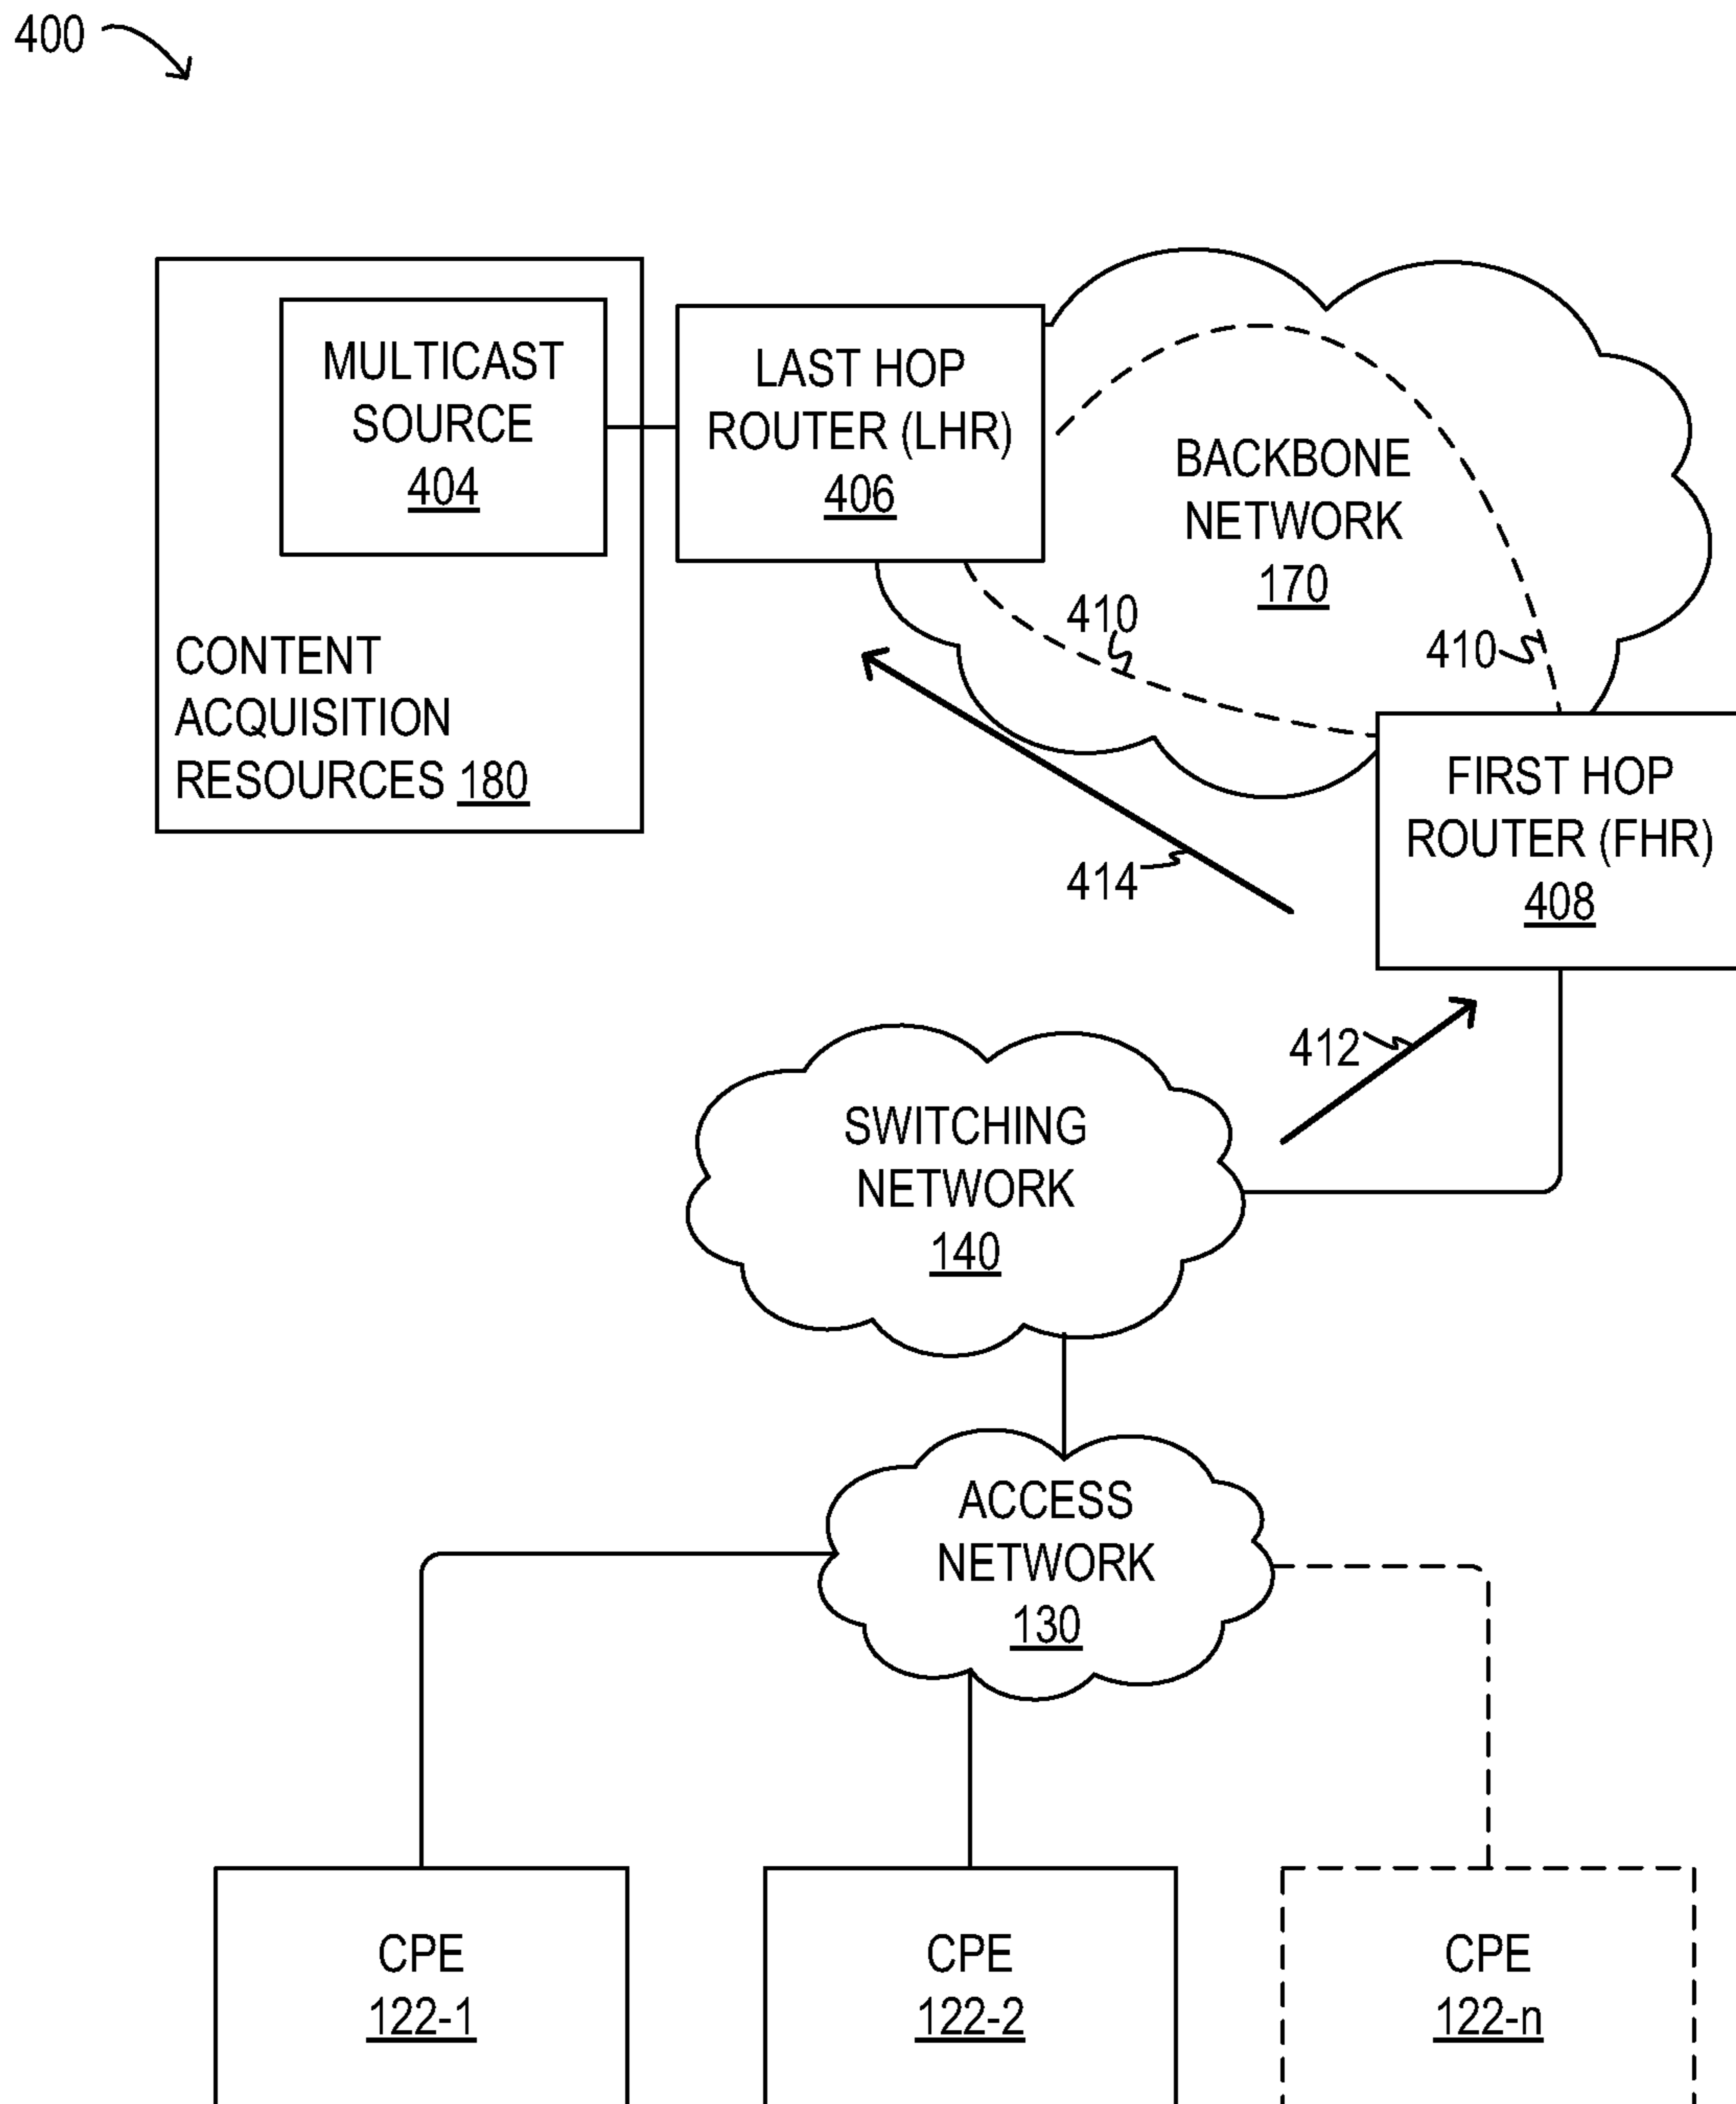 400
MULTICAST
SOURCE
404
CONTENT
ACQUISITION
RESOURCES 180
LAST HOP
ROUTER (LHR)
406
BACKBONE
NETWORK
170
410
410
FIRST HOP
ROUTER (FHR)
408
414
412
SWITCHING
NETWORK
140
ACCESS
NETWORK
130
CPE
122-1
CPE
122-2
CPE
122-n